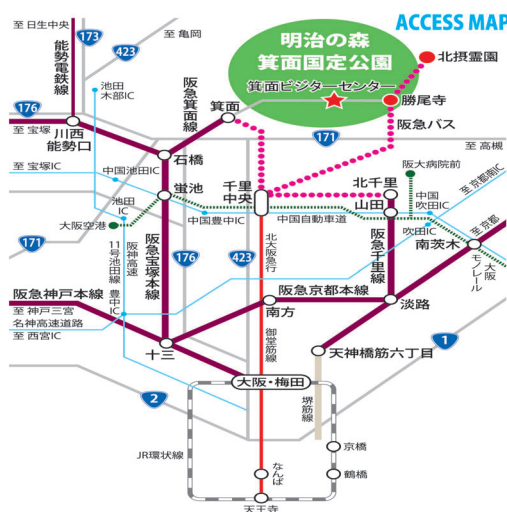 ACCESS MAP
至日生中央
能勢電鉄線
173
423
至亀岡
池田
木部IC
明治の森
箕面国定公園
箕面ビジターセンター
北摂霊園
勝尾寺
阪急バス
176
至宝塚
川西
能勢口
阪急箕面線
箕面
171
至高槻
石橋
至宝塚IC
中国池田IC
蛍池
池田
IC
大阪空港
中国豊中IC
千里
中央
北千里
山田
阪大病院前
中国
吹田IC
中国自動車道
吹田IC
至京都南IC
至京都
南茨木
大阪
モノレール
171
阪神高速
11号池田線
豊中IC
阪急宝塚本線
176
423
北大阪急行
阪急千里線
阪急神戸本線
至神戸三宮
名神高速道路
至西宮IC
阪急京都本線
南方
淡路
御堂筋線
十三
天神橋筋六丁目
1
2
大阪・梅田
堺筋線
JR環状線
京橋
なんば
鶴橋
天王寺